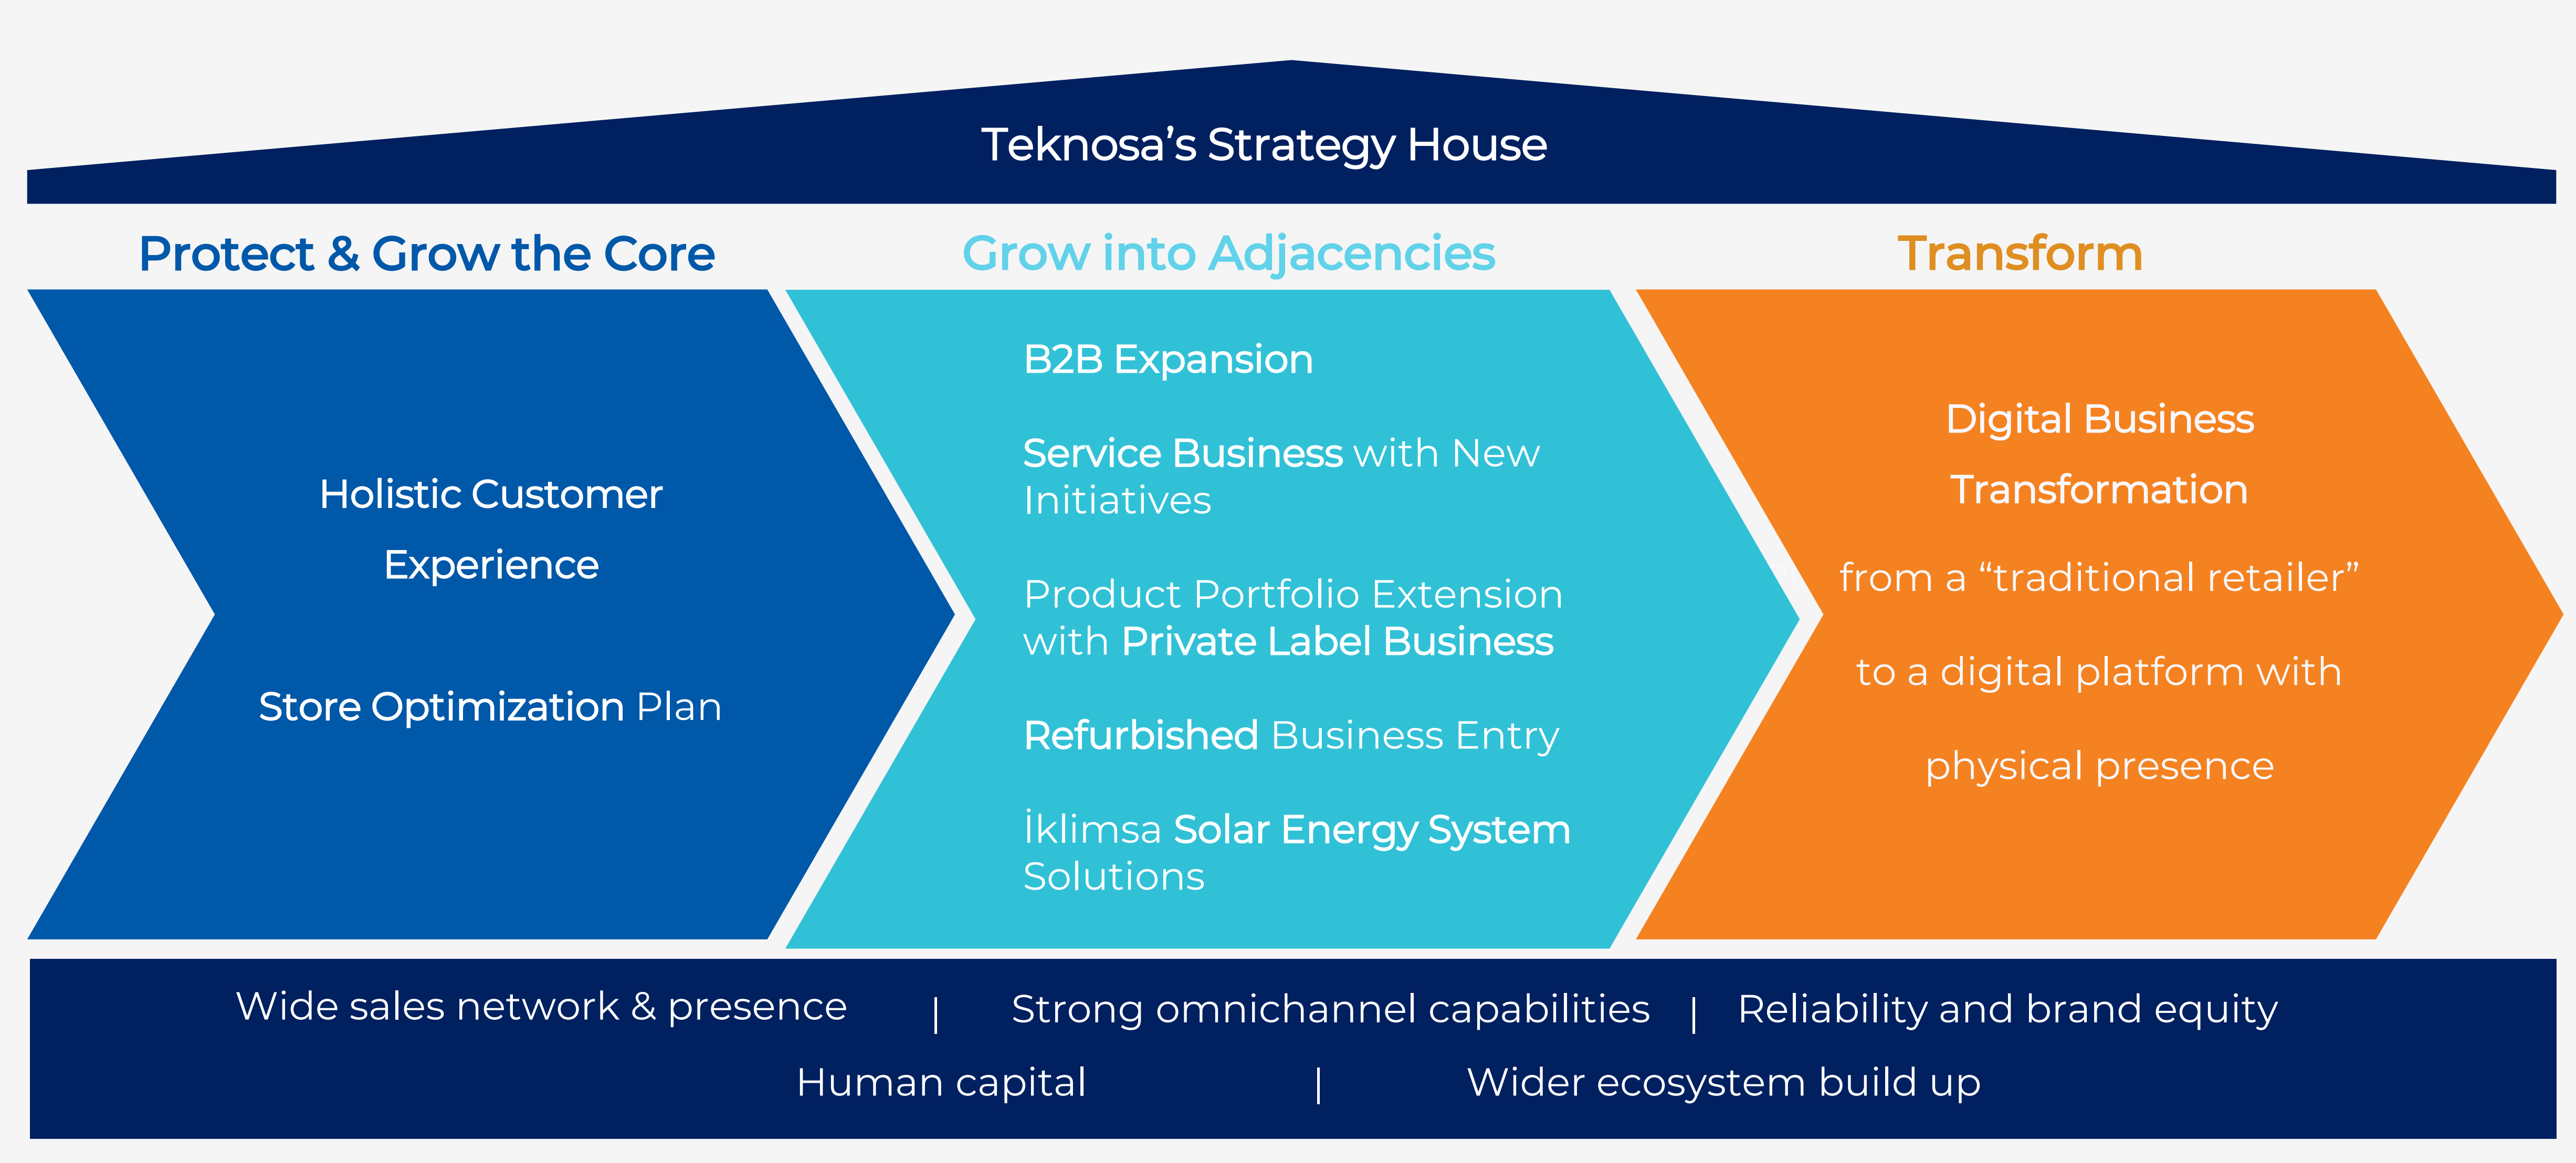 Teknosa’s Strategy House
Protect & Grow the Core
Grow into Adjacencies
Transform
Holistic Customer
Experience
Store Optimization Plan
B2B Expansion
Service Business with New
Initiatives
Product Portfolio Extension
with Private Label Business
Refurbished Business Entry
İklimsa Solar Energy System
Solutions
Digital Business
Transformation
from a “traditional retailer”
to a digital platform with
physical presence
Wide sales network & presence | Strong omnichannel capabilities | Reliability and brand equity
Human capital | Wider ecosystem build up